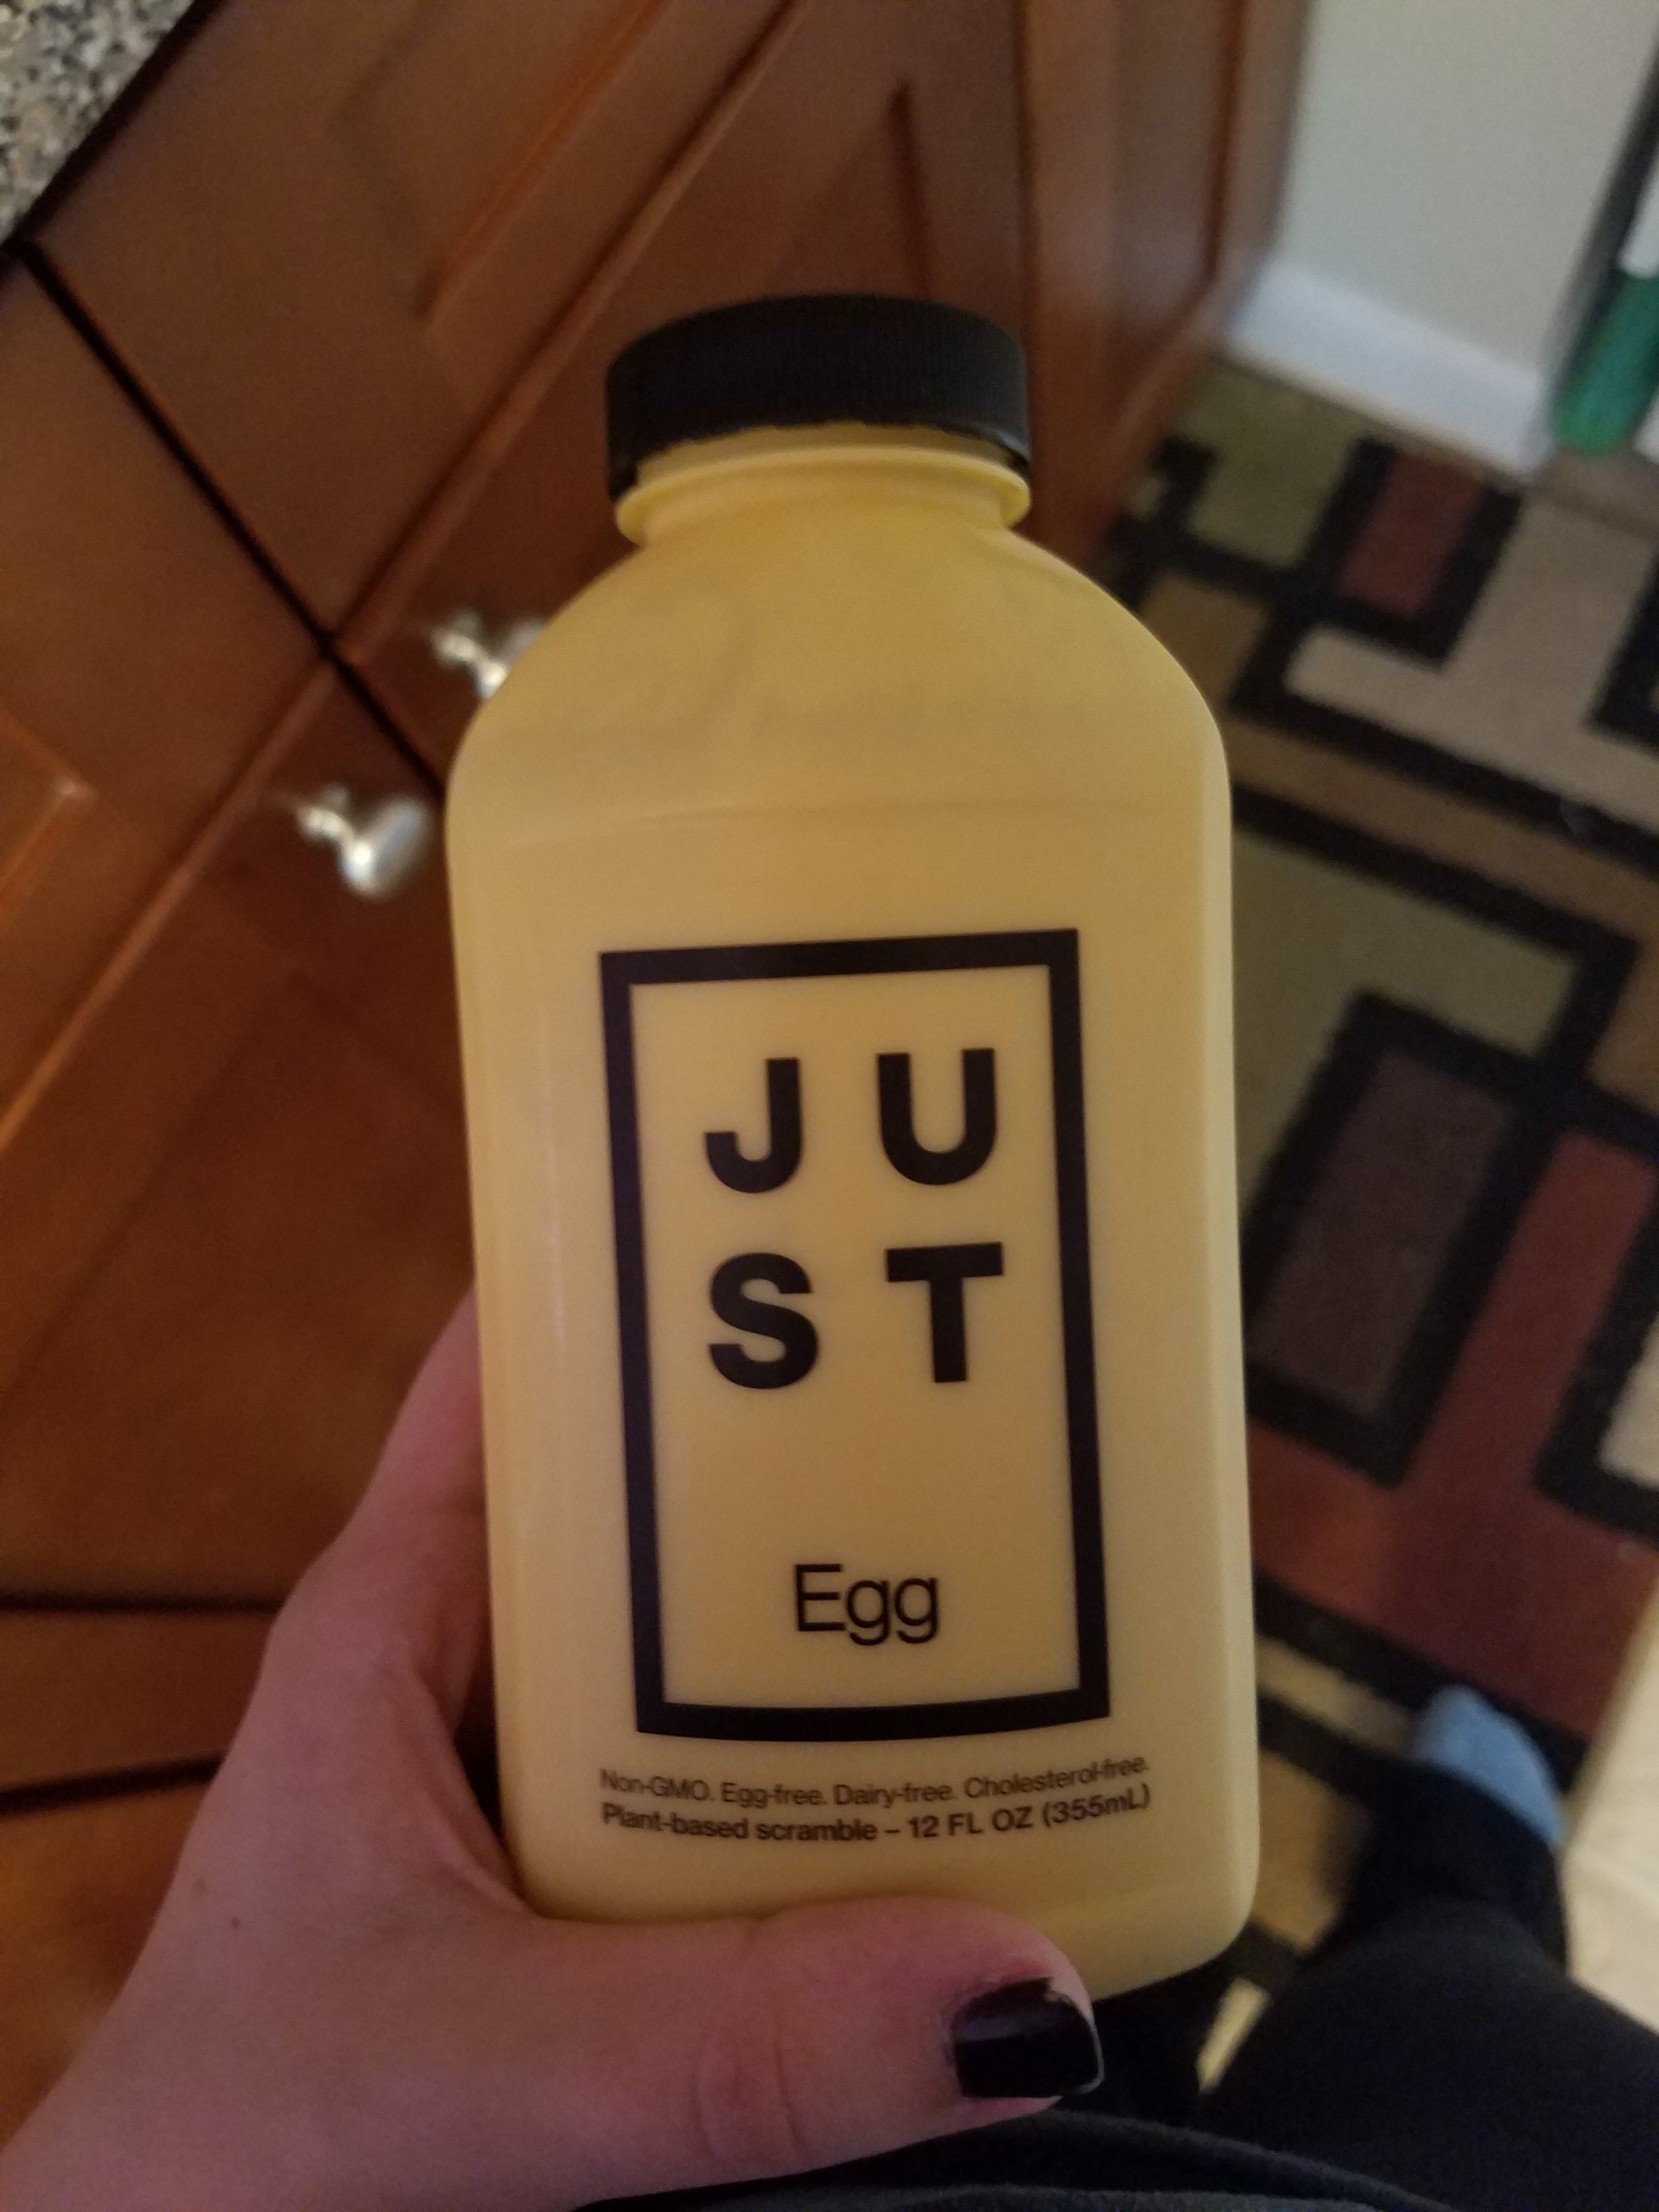 JU
ST
Egg
Non-GMO. Egg-free. Dairy-free. Cholesterol-free.
Plant-based scramble – 12 FL OZ (355mL)